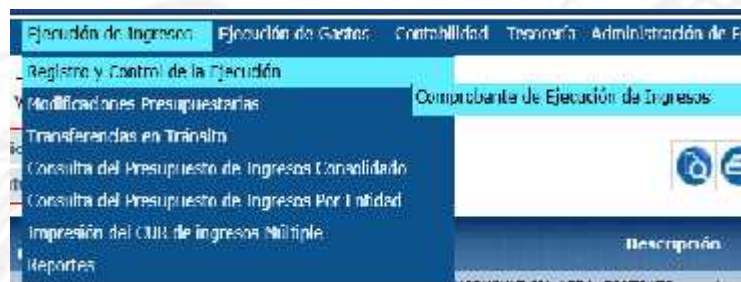 Ejecución de Ingresos Ejecución de Gastos Contabilidad Tesorería Administración de
Registro y Control de la Ejecución
Modificaciones Presupuestarias
Comprobante de Ejecución de Ingresos
Transferencias en Tránsito
Consulta del Presupuesto de Ingresos Consolidado
Consulta del Presupuesto de Ingresos Por Entidad
Impresión del CUR de ingresos Múltiple
Descripción
Reportes